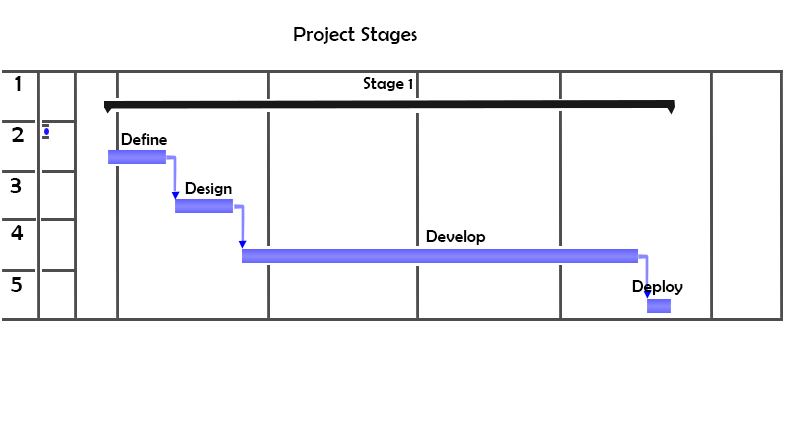 Project Stages
1
Stage 1
2
Define
3
Design
4
Develop
5
Deploy